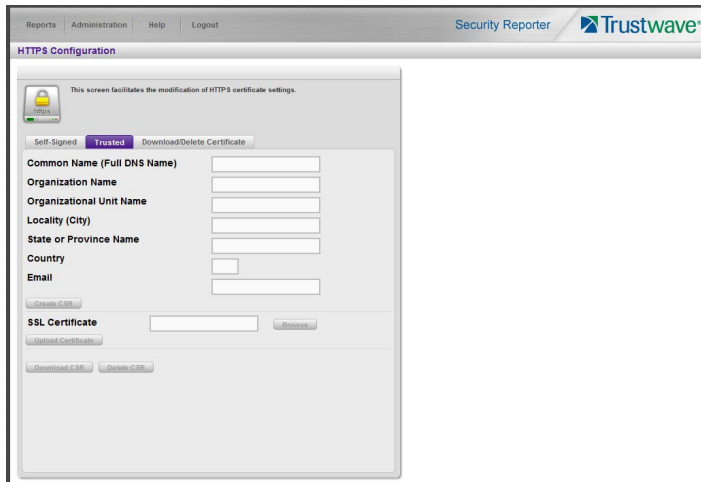 Reports Administration Help Logout
Security Reporter
Trustwave®
HTTPS Configuration
This screen facilitates the modification of HTTPS certificate settings.
https
Self-Signed Trusted Download/Delete Certificate
Common Name (Full DNS Name)
Organization Name
Organizational Unit Name
Locality (City)
State or Province Name
Country
Email
Create CSR
SSL Certificate Browse
Upload Certificate
Download CSR Delete CSR